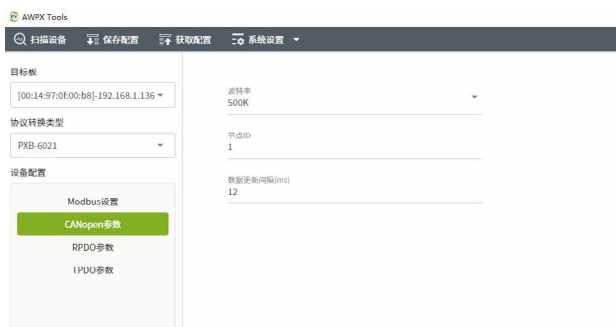 AWPX Tools
扫描设备 保存配置 获取配置 系统设置
目标板
[00:14:97:0f:00:b8]-192.168.1.136
协议转换类型
PXB-6021
设备配置
Modbus设置
CANopen参数
RPDO参数
TPDO参数
波特率
500K
节点ID
1
数据更新间隔(ms)
12